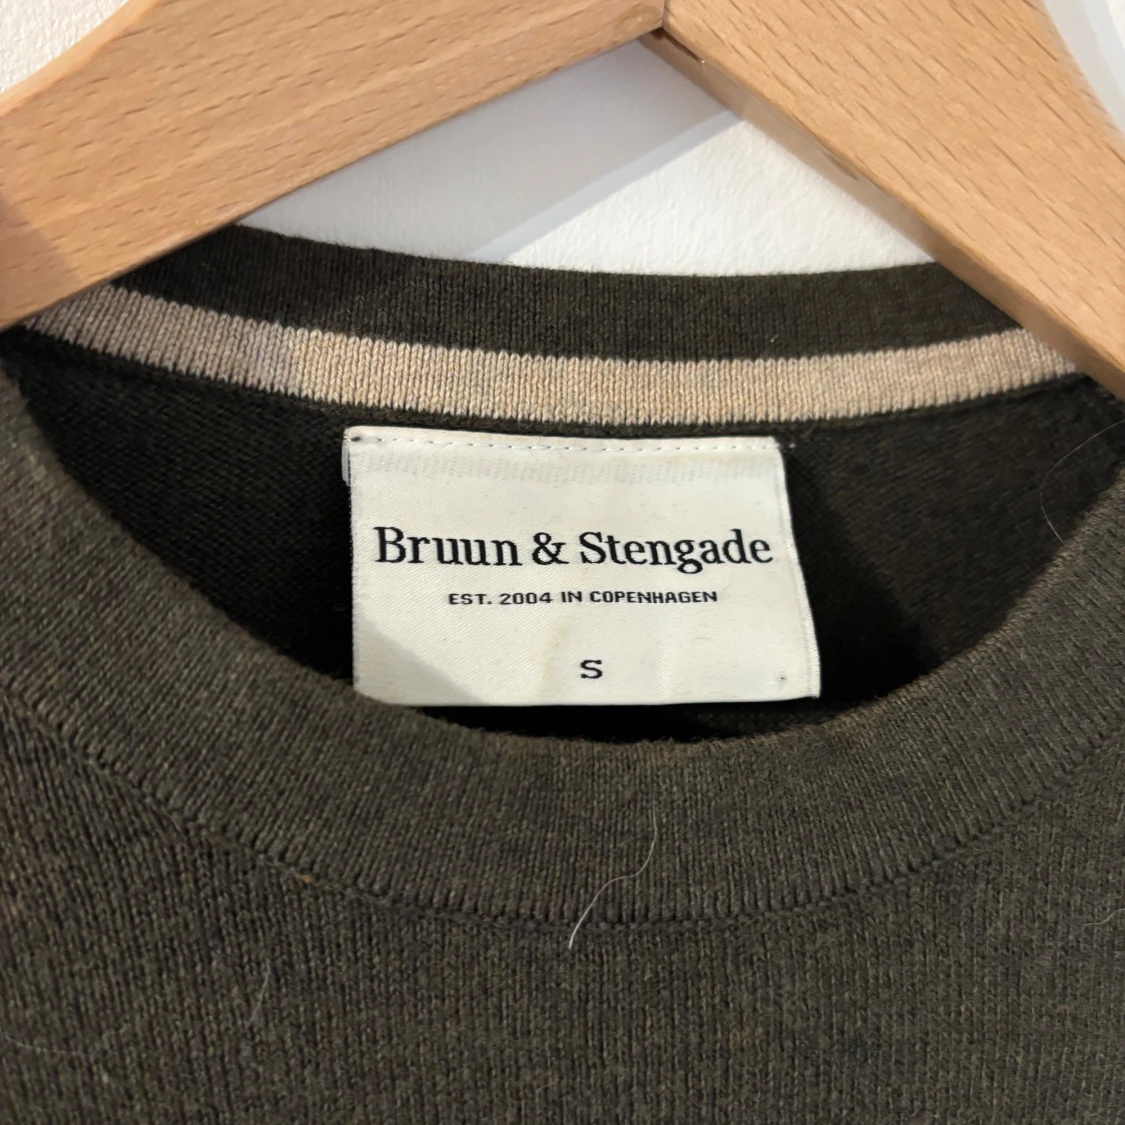 Bruun & Stengade
EST. 2004 IN COPENHAGEN
S